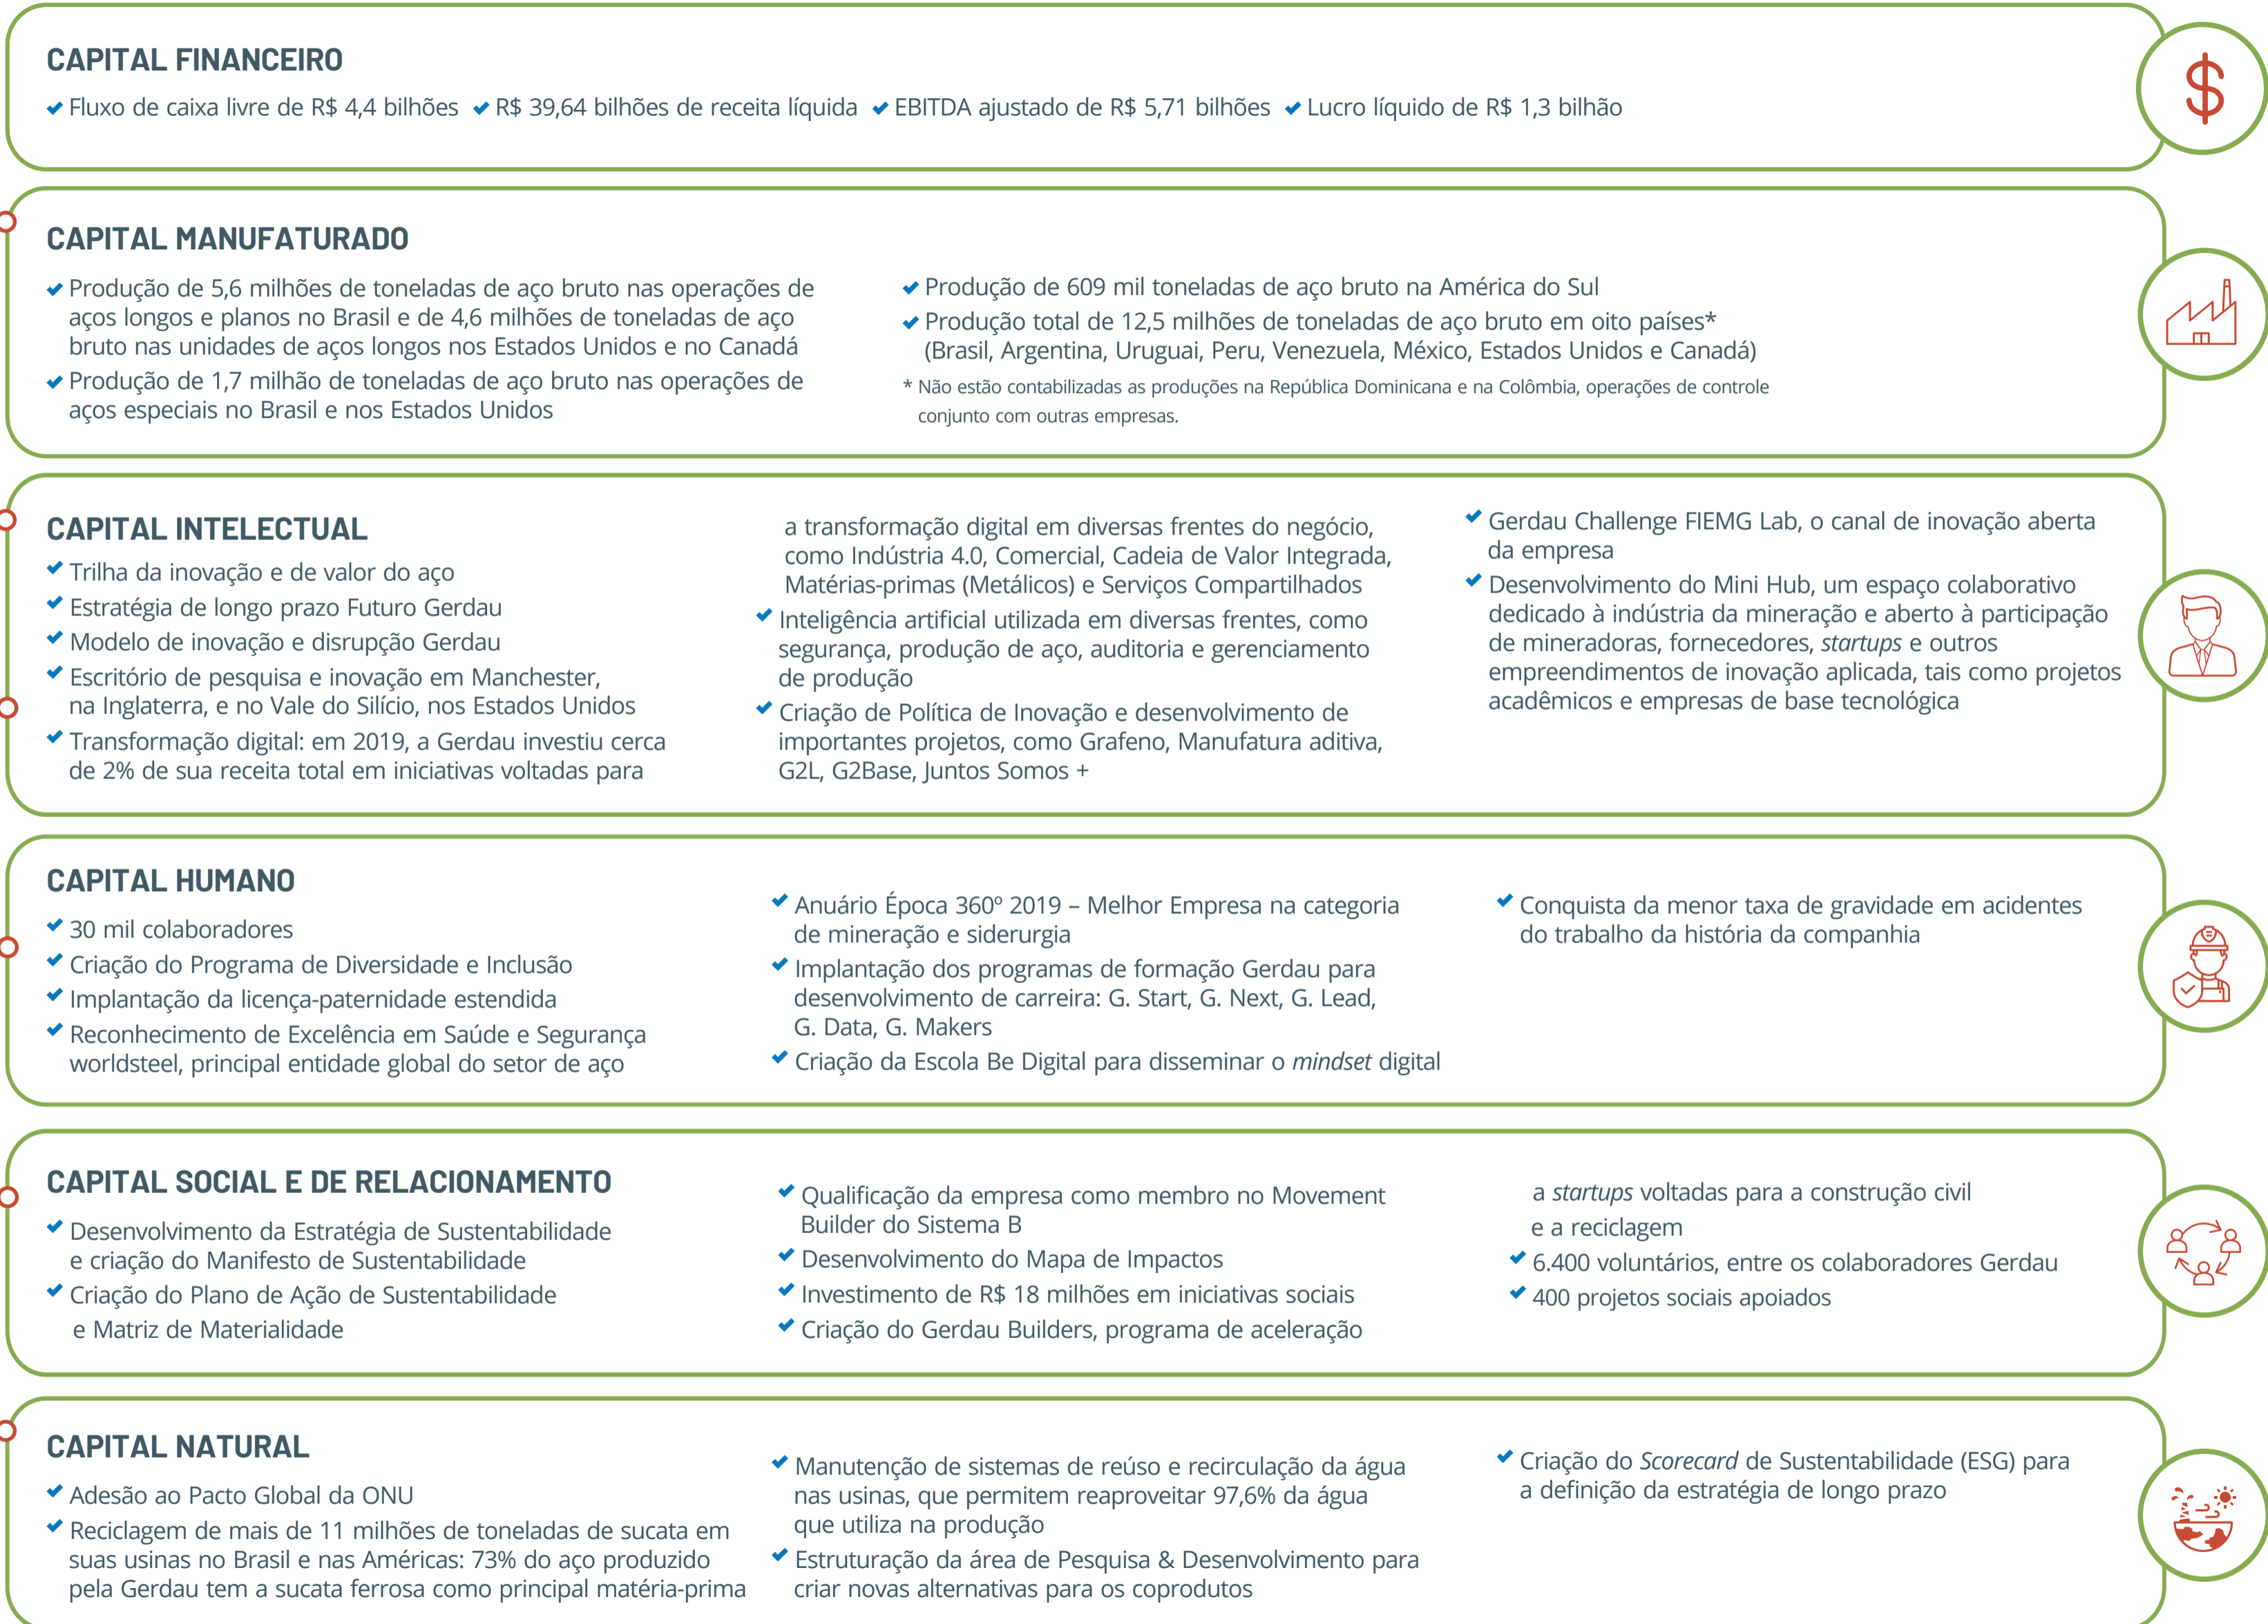 CAPITAL FINANCEIRO
Fluxo de caixa livre de R$ 4,4 bilhões R$ 39,64 bilhões de receita líquida EBITDA ajustado de R$ 5,71 bilhões Lucro líquido de R$ 1,3 bilhão
CAPITAL MANUFATURADO
Produção de 5,6 milhões de toneladas de aço bruto nas operações de
aços longos e planos no Brasil e de 4,6 milhões de toneladas de aço
bruto nas unidades de aços longos nos Estados Unidos e no Canadá
Produção de 1,7 milhão de toneladas de aço bruto nas operações de
aços especiais no Brasil e nos Estados Unidos
Produção de 609 mil toneladas de aço bruto na América do Sul
Produção total de 12,5 milhões de toneladas de aço bruto em oito países*
(Brasil, Argentina, Uruguai, Peru, Venezuela, México, Estados Unidos e Canadá)
* Não estão contabilizadas as produções na República Dominicana e na Colômbia, operações de controle
conjunto com outras empresas.
CAPITAL INTELECTUAL
Trilha da inovação e de valor do aço
Estratégia de longo prazo Futuro Gerdau
Modelo de inovação e disrupção Gerdau
Escritório de pesquisa e inovação em Manchester,
na Inglaterra, e no Vale do Silício, nos Estados Unidos
Transformação digital: em 2019, a Gerdau investiu cerca
de 2% de sua receita total em iniciativas voltadas para
a transformação digital em diversas frentes do negócio,
como Indústria 4.0, Comercial, Cadeia de Valor Integrada,
Matérias-primas (Metálicos) e Serviços Compartilhados
Inteligência artificial utilizada em diversas frentes, como
segurança, produção de aço, auditoria e gerenciamento
de produção
Criação de Política de Inovação e desenvolvimento de
importantes projetos, como Grafeno, Manufatura aditiva,
G2L, G2Base, Juntos Somos +
Gerdau Challenge FIEMG Lab, o canal de inovação aberta
da empresa
Desenvolvimento do Mini Hub, um espaço colaborativo
dedicado à indústria da mineração e aberto à participação
de mineradoras, fornecedores, startups e outros
empreendimentos de inovação aplicada, tais como projetos
acadêmicos e empresas de base tecnológica
CAPITAL HUMANO
30 mil colaboradores
Criação do Programa de Diversidade e Inclusão
Implantação da licença-paternidade estendida
Reconhecimento de Excelência em Saúde e Segurança
worldsteel, principal entidade global do setor de aço
Anuário Época 360º 2019 – Melhor Empresa na categoria
de mineração e siderurgia
Implantação dos programas de formação Gerdau para
desenvolvimento de carreira: G. Start, G. Next, G. Lead,
G. Data, G. Makers
Criação da Escola Be Digital para disseminar o mindset digital
Conquista da menor taxa de gravidade em acidentes
do trabalho da história da companhia
CAPITAL SOCIAL E DE RELACIONAMENTO
Desenvolvimento da Estratégia de Sustentabilidade
e criação do Manifesto de Sustentabilidade
Criação do Plano de Ação de Sustentabilidade
e Matriz de Materialidade
Qualificação da empresa como membro no Movement
Builder do Sistema B
Desenvolvimento do Mapa de Impactos
Investimento de R$ 18 milhões em iniciativas sociais
Criação do Gerdau Builders, programa de aceleração
a startups voltadas para a construção civil
e a reciclagem
6.400 voluntários, entre os colaboradores Gerdau
400 projetos sociais apoiados
CAPITAL NATURAL
Adesão ao Pacto Global da ONU
Reciclagem de mais de 11 milhões de toneladas de sucata em
suas usinas no Brasil e nas Américas: 73% do aço produzido
pela Gerdau tem a sucata ferrosa como principal matéria-prima
Manutenção de sistemas de reúso e recirculação da água
nas usinas, que permitem reaproveitar 97,6% da água
que utiliza na produção
Estruturação da área de Pesquisa & Desenvolvimento para
criar novas alternativas para os coprodutos
Criação do Scorecard de Sustentabilidade (ESG) para
a definição da estratégia de longo prazo